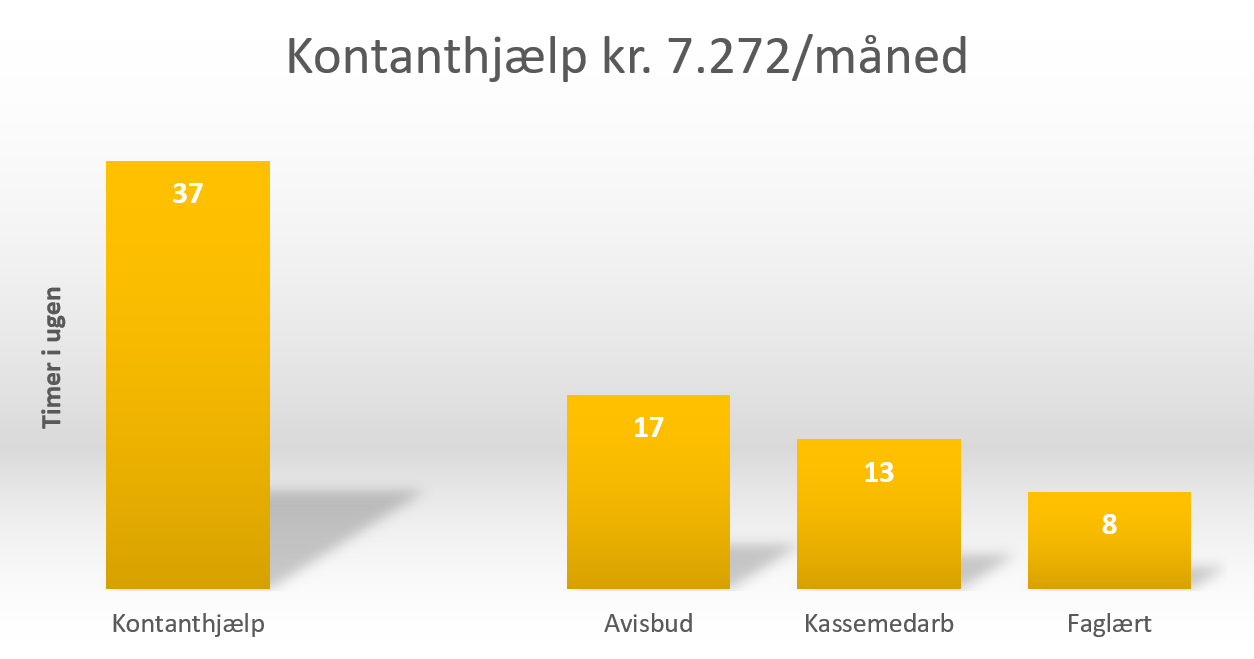 Kontanthjælp kr. 7.272/måned
Timer i ugen
37
17
13
8
Kontanthjælp
Avisbud
Kassemedarb
Faglært